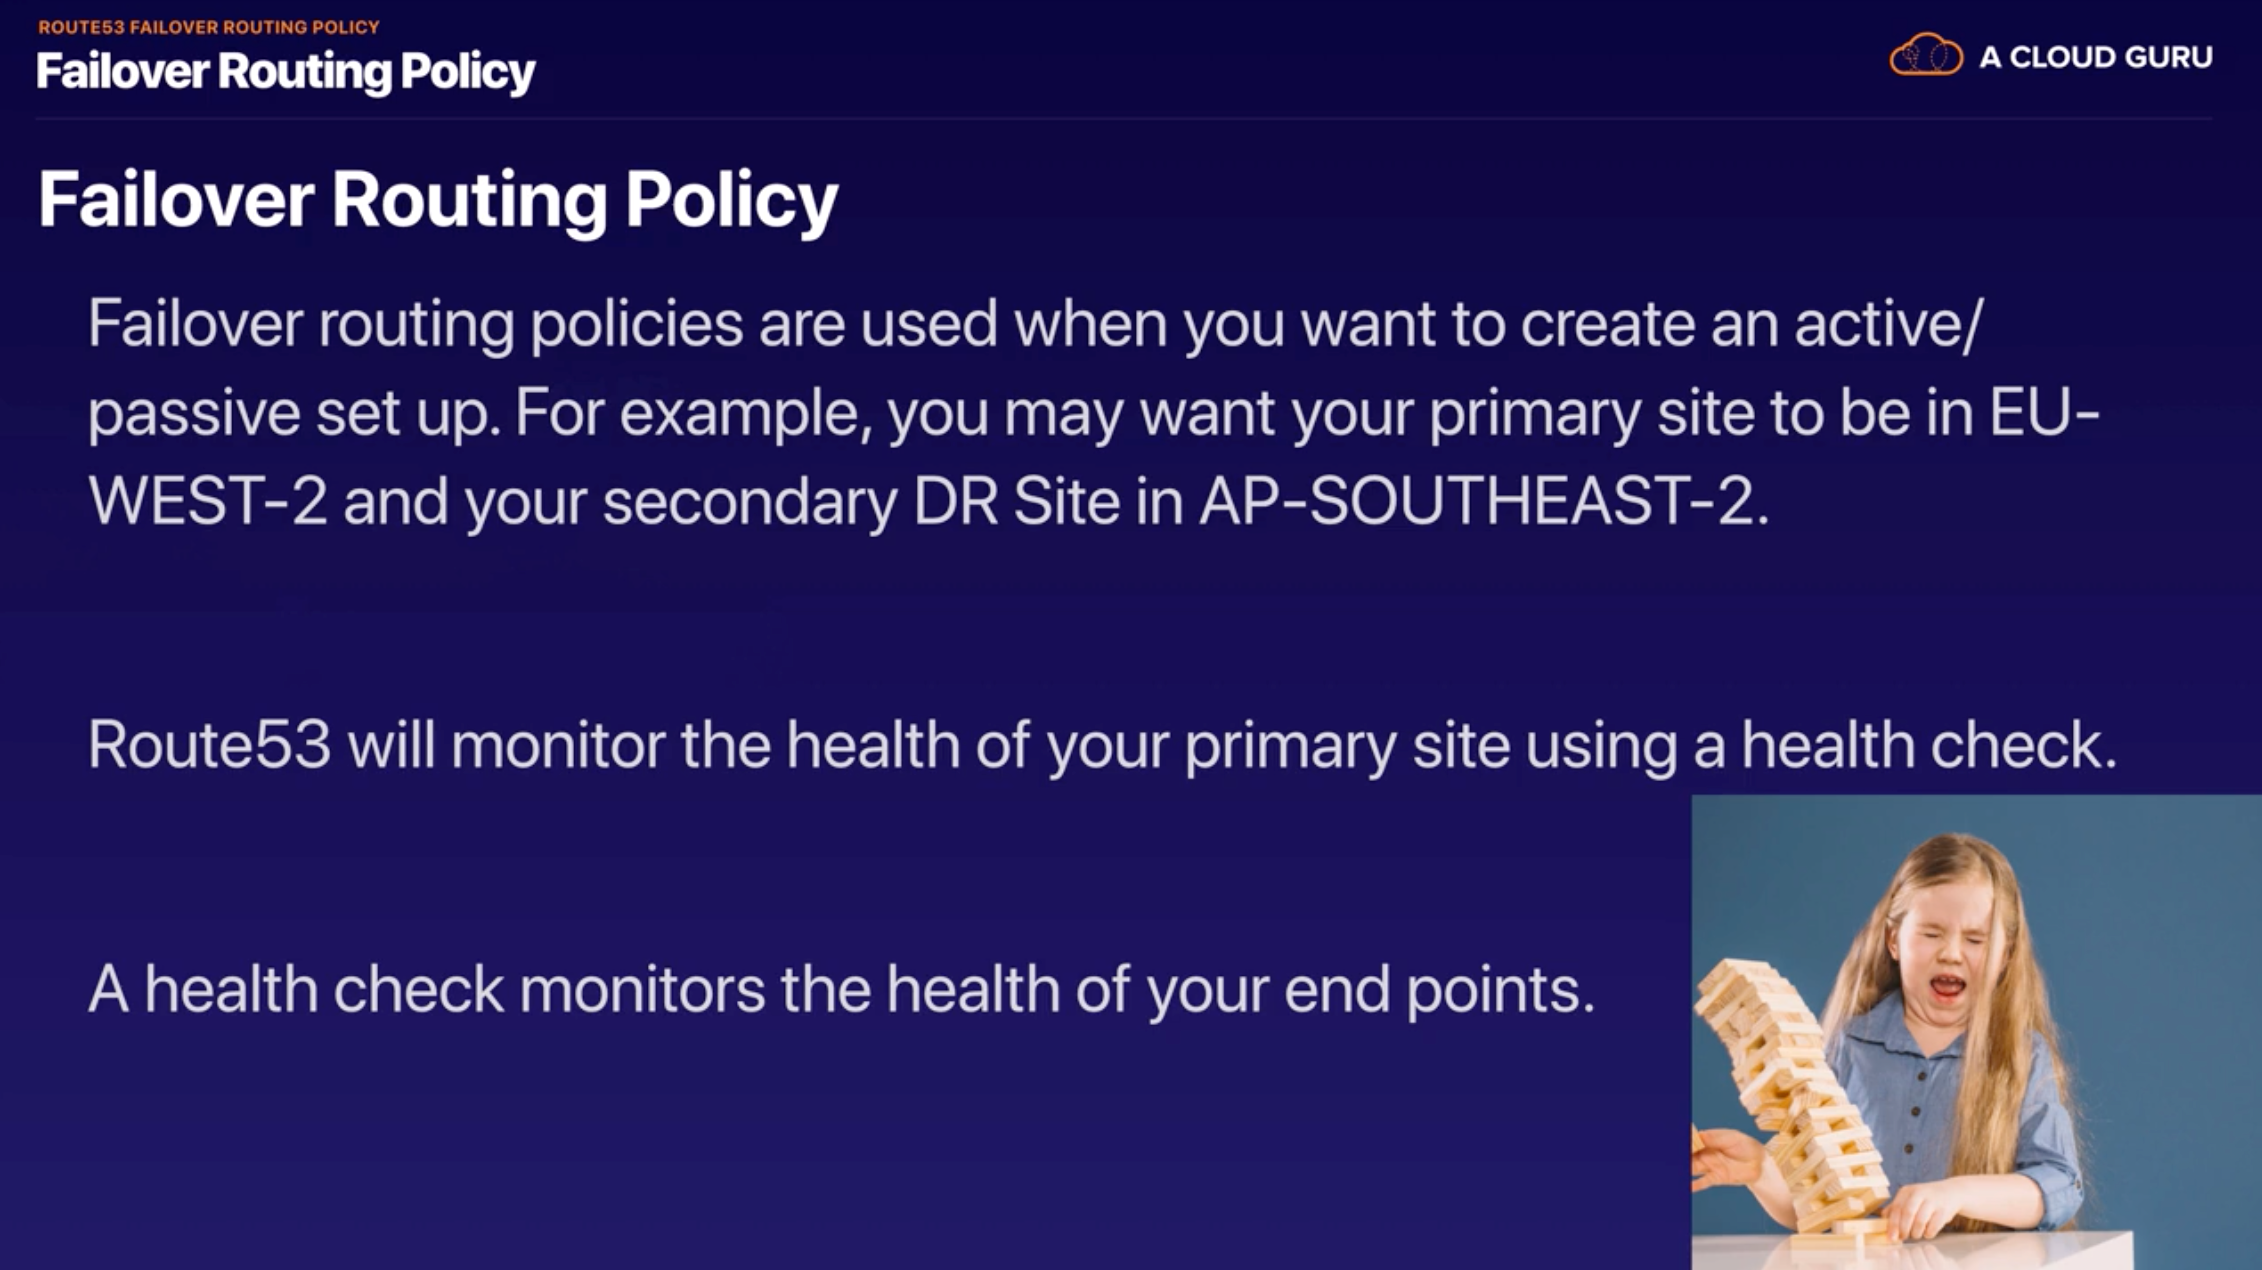 ROUTE53 FAILOVER ROUTING POLICY
Failover Routing Policy
A CLOUD GURU
Failover Routing Policy
Failover routing policies are used when you want to create an active/
passive set up. For example, you may want your primary site to be in EU-
WEST-2 and your secondary DR Site in AP-SOUTHEAST-2.
Route53 will monitor the health of your primary site using a health check.
A health check monitors the health of your end points.